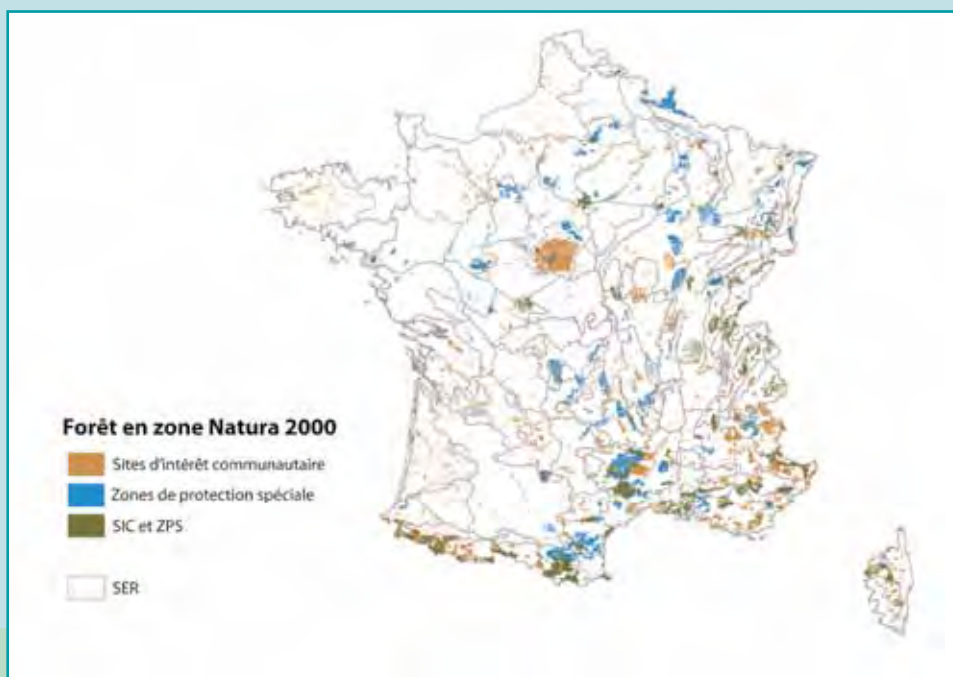 Forêt en zone Natura 2000
Sites d'intérêt communautaire
Zones de protection spéciale
SIC et ZPS
SER